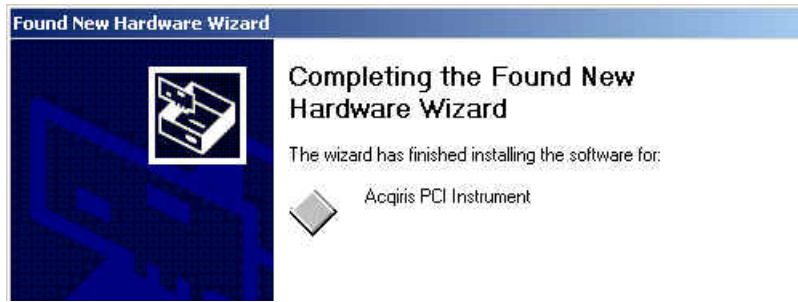 Found New Hardware Wizard
Completing the Found New
Hardware Wizard
The wizard has finished installing the software for:
Acqiris PCI Instrument